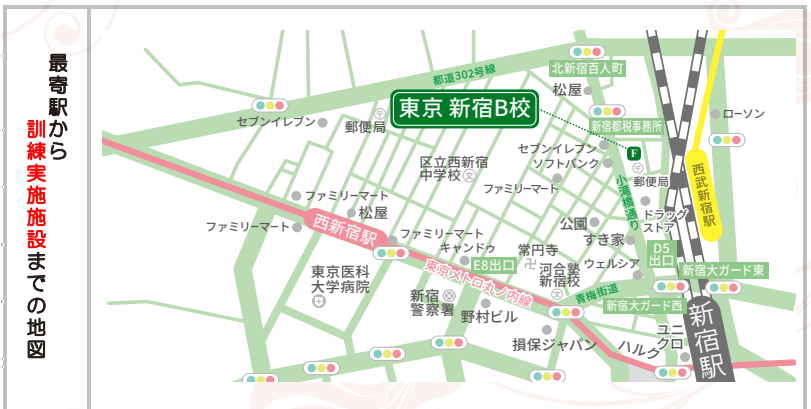 最寄駅から
訓練実施施設までの地図
都道302号線
北新宿百人町
松屋
東京 新宿B校
セブンイレブン
郵便局
ローソン
新宿都税事務所
セブンイレブン
ソフトバンク
F
区立西新宿
中学校
文
ファミリーマート
郵便局
西武新宿駅
小滝橋通り
ファミリーマート
松屋
ファミリーマート
西新宿駅
ファミリーマート
キャンドゥ
公園
すき家
ドラッグ
ストア
常円寺
卍
D5
出口
E8出口
東京メトロ丸ノ内線
河合塾
新宿校
文
ウェルシア
新宿大ガード東
東京医科
大学病院
新宿
警察署
野村ビル
青梅街道
新宿大ガード西
新宿駅
損保ジャパン
ハルク
ユニ
クロ